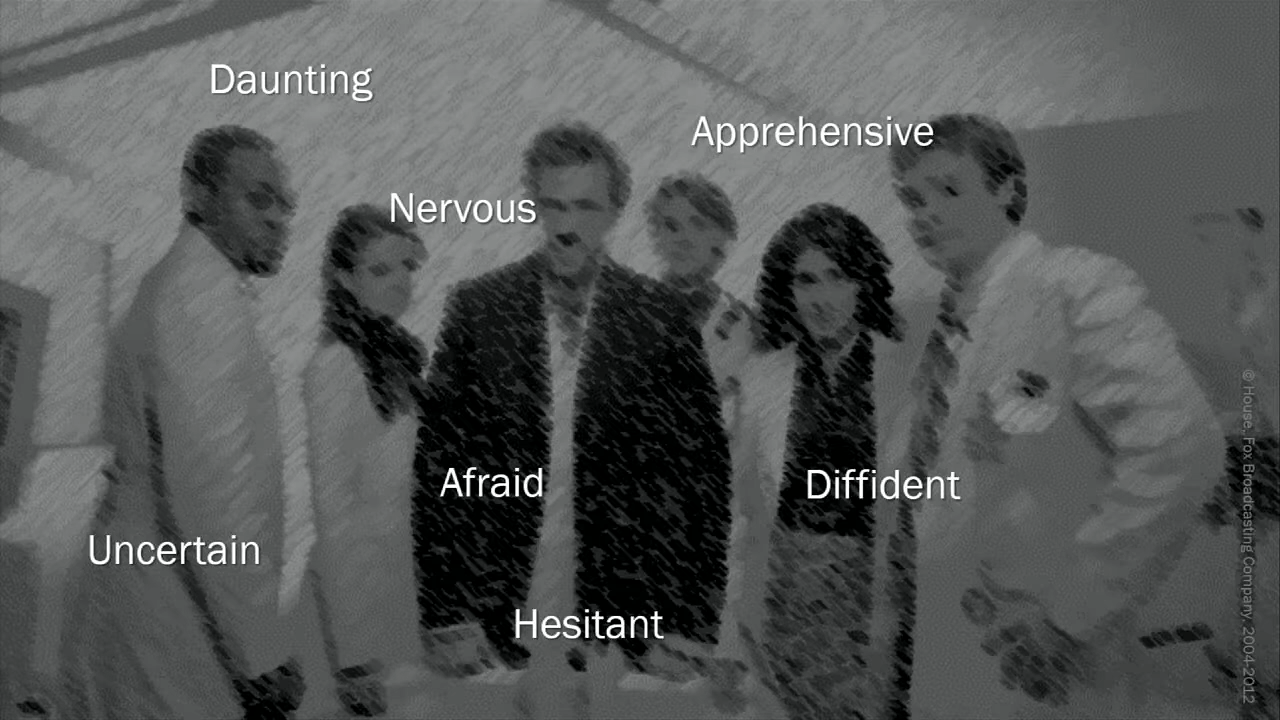 Daunting
Apprehensive
Nervous
Afraid
Diffident
Uncertain
Hesitant
@ House, Fox Broadcasting Company, 2004-2012